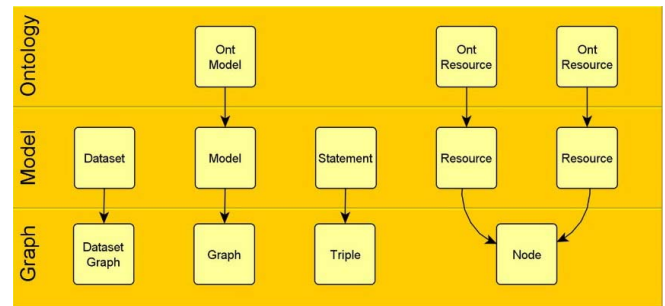 Ontology
Ont
Model
Ont
Resource
Ont
Resource
Model
Dataset
Model
Statement
Resource
Resource
Graph
Dataset
Graph
Graph
Triple
Node